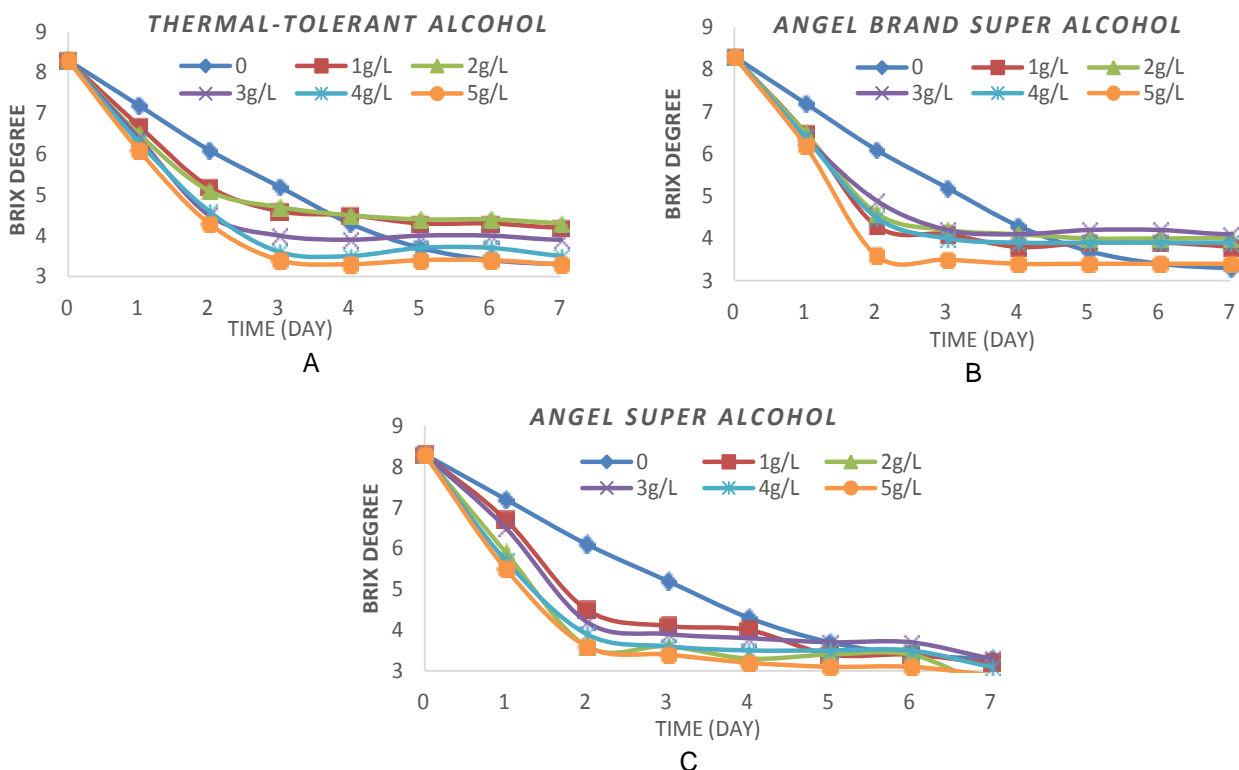 THERMAL-TOLERANT ALCOHOL
9
8
7
6
5
4
3
BRIX DEGREE
0 1g/L 2g/L
3g/L 4g/L 5g/L
0 1 2 3 4 5 6 7
TIME (DAY)
A
ANGEL BRAND SUPER ALCOHOL
9
8
7
6
5
4
3
BRIX DEGREE
0 1g/L 2g/L
3g/L 4g/L 5g/L
0 1 2 3 4 5 6 7
TIME (DAY)
B
ANGEL SUPER ALCOHOL
9
8
7
6
5
4
3
BRIX DEGREE
0 1g/L 2g/L
3g/L 4g/L 5g/L
0 1 2 3 4 5 6 7
TIME (DAY)
C